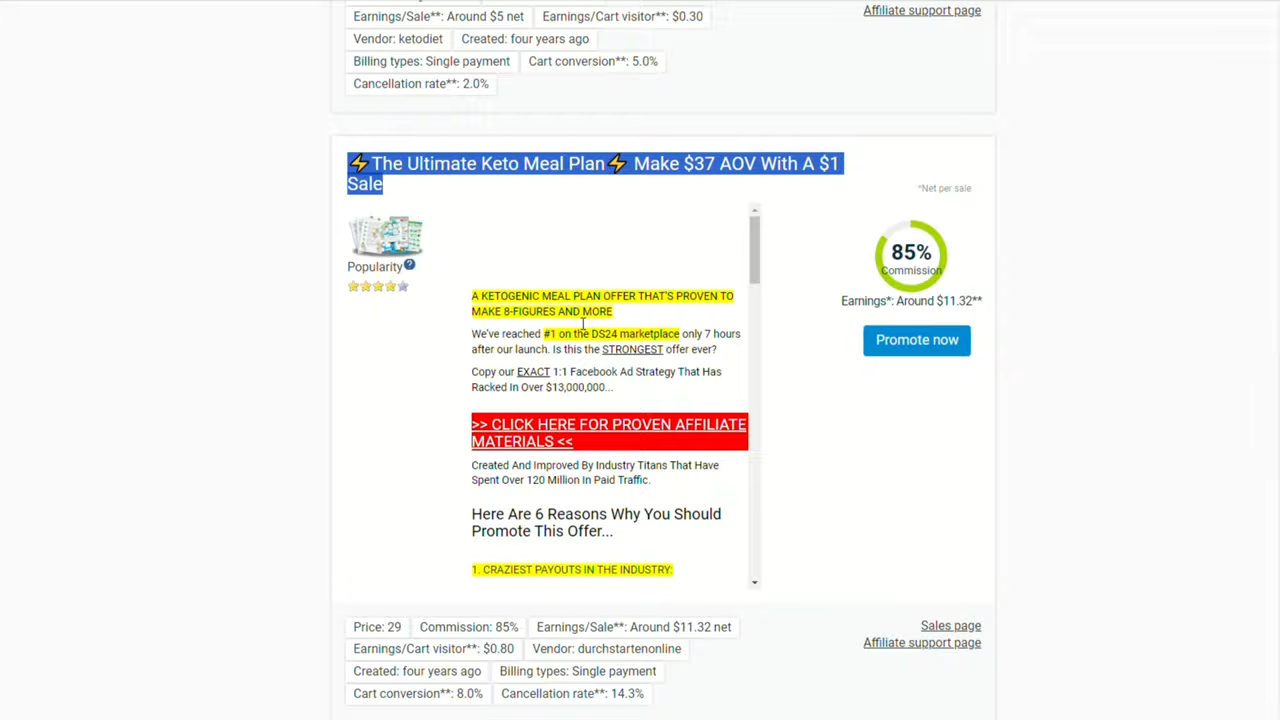 Earnings/Sale**: Around $5 net
Earnings/Cart visitor**: $0.30
Affiliate support page
Vendor: ketodiet
Created: four years ago
Billing types: Single payment
Cart conversion**: 5.0%
Cancellation rate**: 2.0%
⚡The Ultimate Keto Meal Plan⚡ Make $37 AOV With A $1
Sale
*Net per sale
Popularity
A KETOGENIC MEAL PLAN OFFER THAT'S PROVEN TO
MAKE 8-FIGURES AND MORE
We've reached #1 on the DS24 marketplace only 7 hours
after our launch. Is this the STRONGEST offer ever?
Copy our EXACT 1:1 Facebook Ad Strategy That Has
Racked In Over $13,000,000...
>> CLICK HERE FOR PROVEN AFFILIATE
MATERIALS <<
Created And Improved By Industry Titans That Have
Spent Over 120 Million In Paid Traffic.
Here Are 6 Reasons Why You Should
Promote This Offer...
1. CRAZIEST PAYOUTS IN THE INDUSTRY:
85%
Commission
Earnings*: Around $11.32**
Promote now
Price: 29
Commission: 85%
Earnings/Sale**: Around $11.32 net
Sales page
Earnings/Cart visitor**: $0.80
Vendor: durchstartenonline
Affiliate support page
Created: four years ago
Billing types: Single payment
Cart conversion**: 8.0%
Cancellation rate**: 14.3%